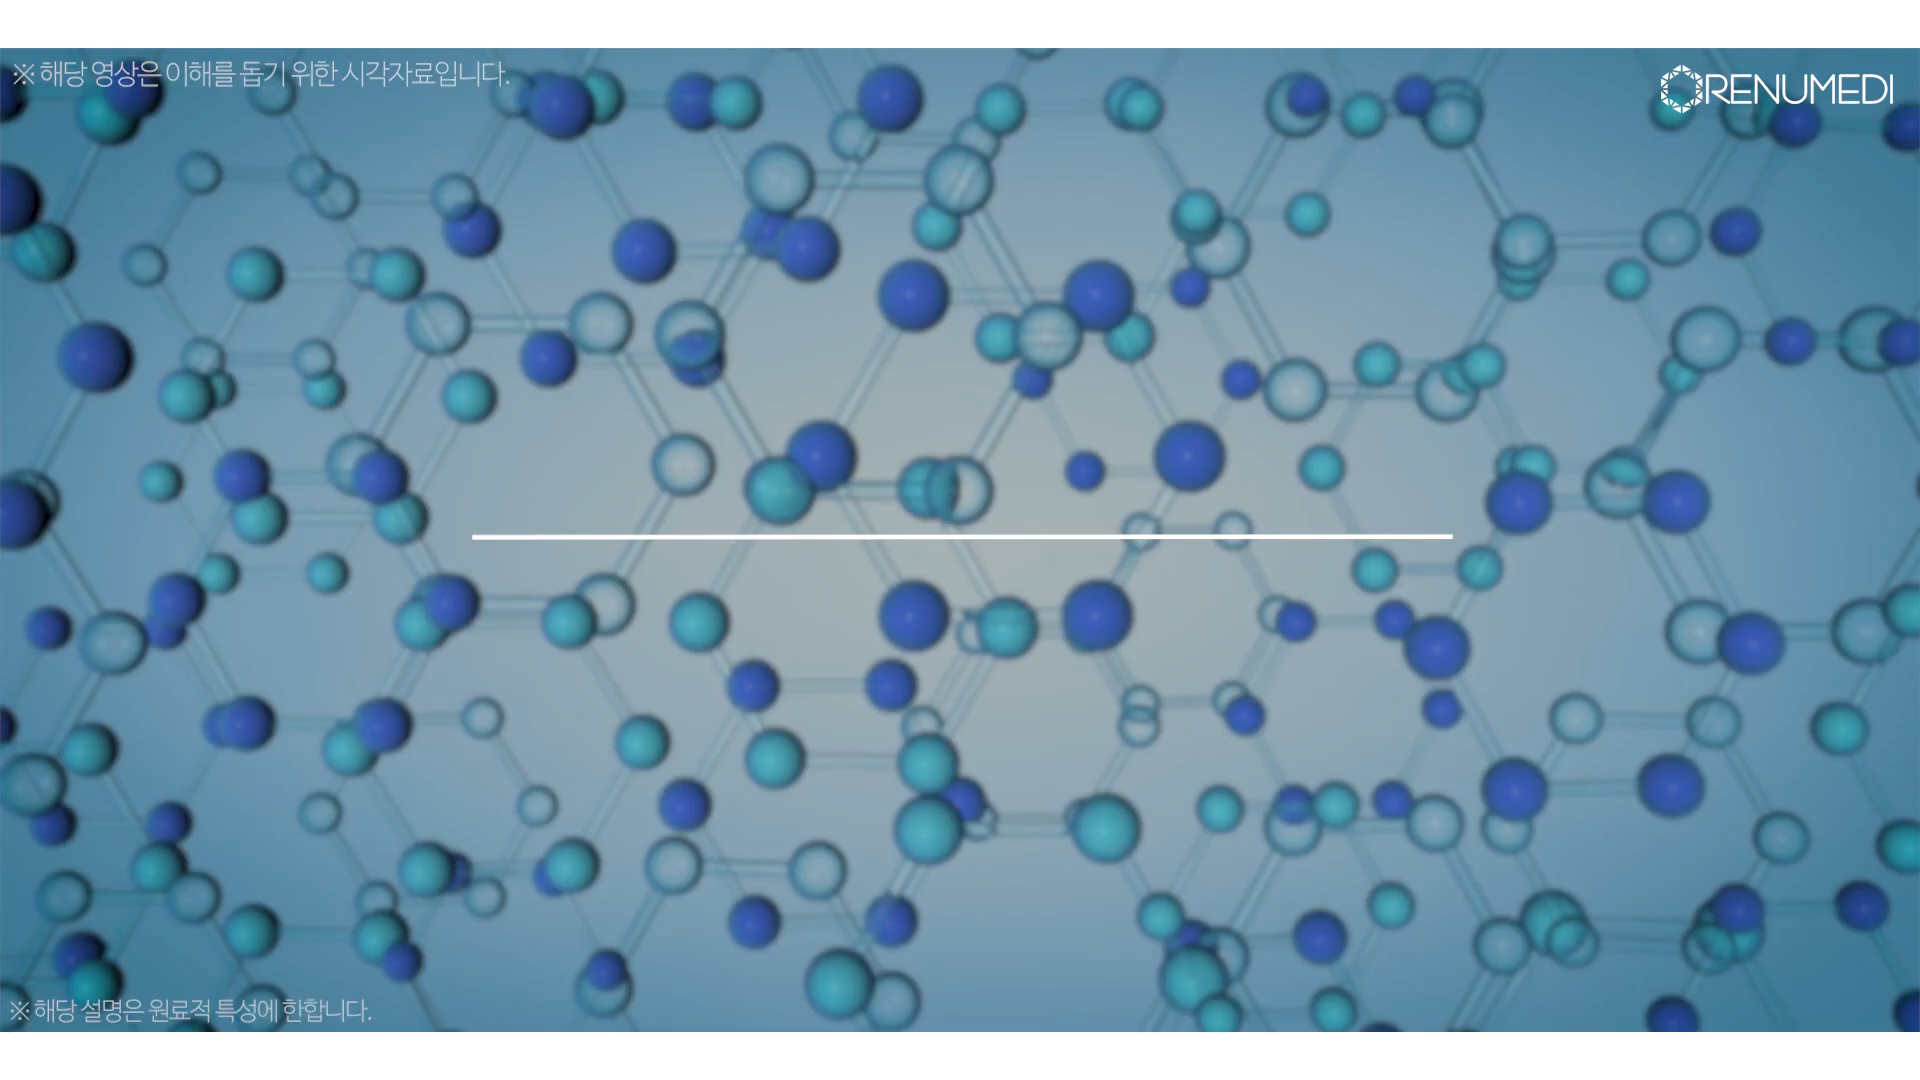 ※ 해당 영상은 이해를 돕기 위한 시각자료입니다.
RENUMEDI
※ 해당 설명은 원료적 특성에 한합니다.